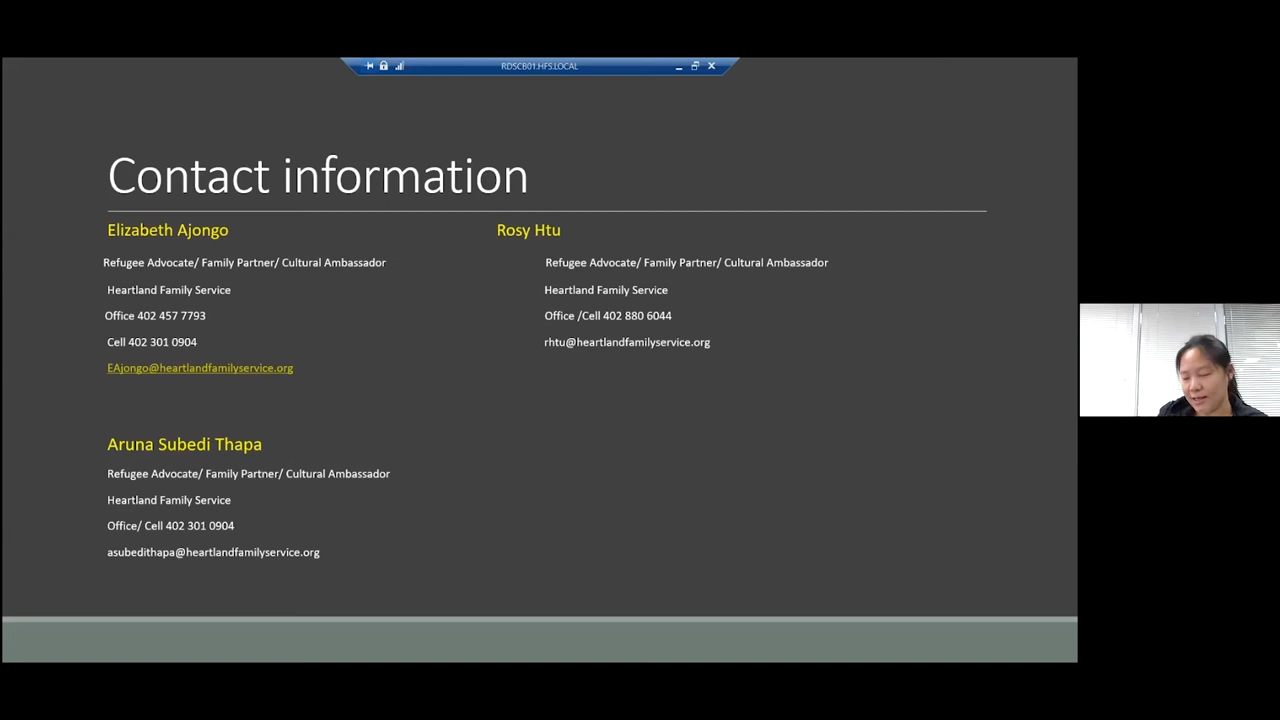 RDSCB01.HFS.LOCAL
Contact information
Elizabeth Ajongo
Refugee Advocate/ Family Partner/ Cultural Ambassador
Heartland Family Service
Office 402 457 7793
Cell 402 301 0904
EAjongo@heartlandfamilyservice.org
Rosy Htu
Refugee Advocate/ Family Partner/ Cultural Ambassador
Heartland Family Service
Office /Cell 402 880 6044
rhtu@heartlandfamilyservice.org
Aruna Subedi Thapa
Refugee Advocate/ Family Partner/ Cultural Ambassador
Heartland Family Service
Office/ Cell 402 301 0904
asubedithapa@heartlandfamilyservice.org